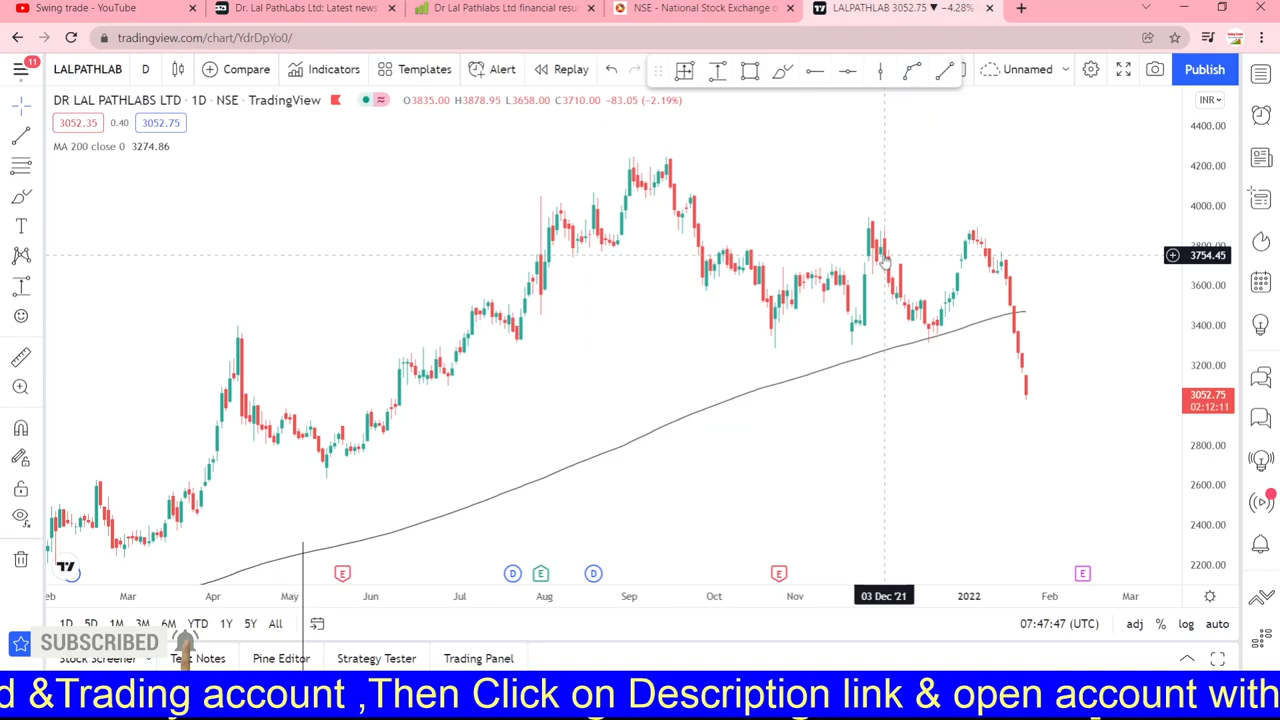 Swing trade - YouTube
Dr. Lal PathLabs Ltd: Latest news
Dr Lal Pathlabs Ltd financial resu
NSE - National Stock Exchange o
LALPATHLAB 3052.75 ▼ −4.28%
tradingview.com/chart/YdrDpYo0/
11
LALPATHLAB
D
Compare
Indicators
Templates
Alert
Replay
Unnamed
Publish
DR LAL PATHLABS LTD · 1D · NSE · TradingView
O3835.00 H3878.95 L3658.00 C3710.00 −83.05 (−2.19%)
INR
3052.35
0.40
3052.75
MA 200 close 0 3274.86
4400.00
4200.00
4000.00
3800.00
3754.45
3600.00
3400.00
3200.00
3052.75
02:12:11
2800.00
2600.00
2400.00
2200.00
E
D
E
D
E
E
eb
Mar
Apr
May
Jun
Jul
Aug
Sep
Oct
Nov
03 Dec '21
2022
Feb
Mar
1D
5D
1M
3M
6M
YTD
1Y
5Y
All
07:47:47 (UTC)
adj
%
log
auto
SUBSCRIBED
Stock Screener
Notes
Pine Editor
Strategy Tester
Trading Panel
d &Trading account ,Then Click on Description link & open account with